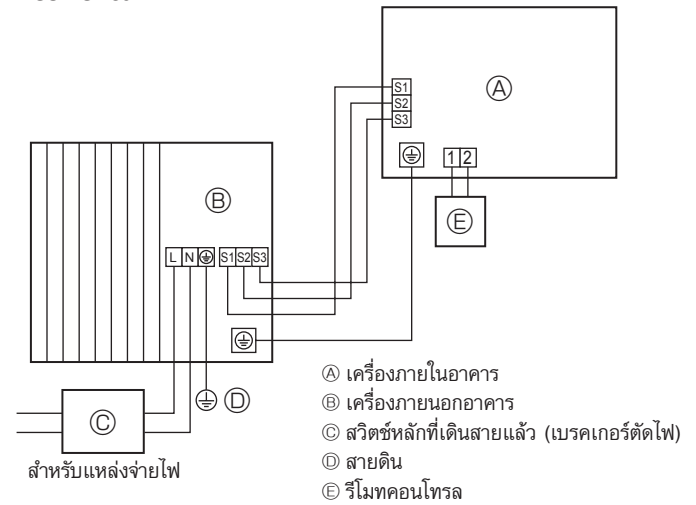 S1
S2
S3
Ⓐ
1 2
Ⓔ
Ⓑ
L N S1 S2 S3
Ⓓ
Ⓒ
สำหรับแหล่งจ่ายไฟ
Ⓐ เครื่องภายในอาคาร
Ⓑ เครื่องภายนอกอาคาร
Ⓒ สวิตช์หลักที่เดินสายแล้ว (เบรคเกอร์ตัดไฟ)
Ⓓ สายดิน
Ⓔ รีโมทคอนโทรล